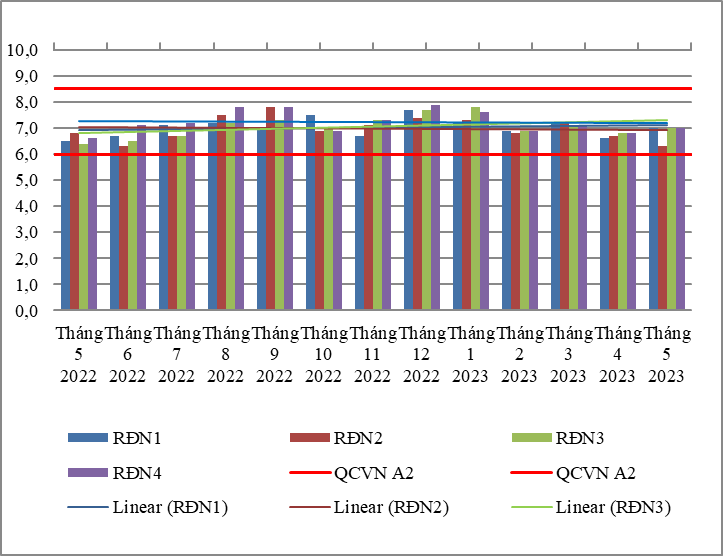 10,0
9,0
8,0
7,0
6,0
5,0
4,0
3,0
2,0
1,0
0,0
Tháng Tháng Tháng Tháng Tháng Tháng Tháng Tháng Tháng Tháng Tháng Tháng Tháng
5 6 7 8 9 10 11 12 1 2 3 4 5
2022 2022 2022 2022 2022 2022 2022 2022 2023 2023 2023 2023 2023
RĐN1 RĐN2 RĐN3
RĐN4 QCVN A2 QCVN A2
Linear (RĐN1) Linear (RĐN2) Linear (RĐN3)